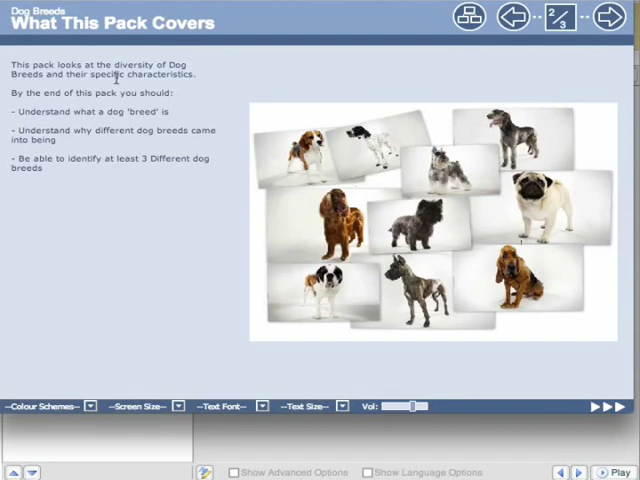 Dog Breeds
What This Pack Covers
2/3
This pack looks at the diversity of Dog
Breeds and their specific characteristics.
By the end of this pack you should:
- Understand what a dog 'breed' is
- Understand why different dog breeds came
into being
- Be able to identify at least 3 Different dog
breeds
--Colour Schemes-- --Screen Size-- --Text Font-- --Text Size-- Vol:
Show Advanced Options Show Language Options Play